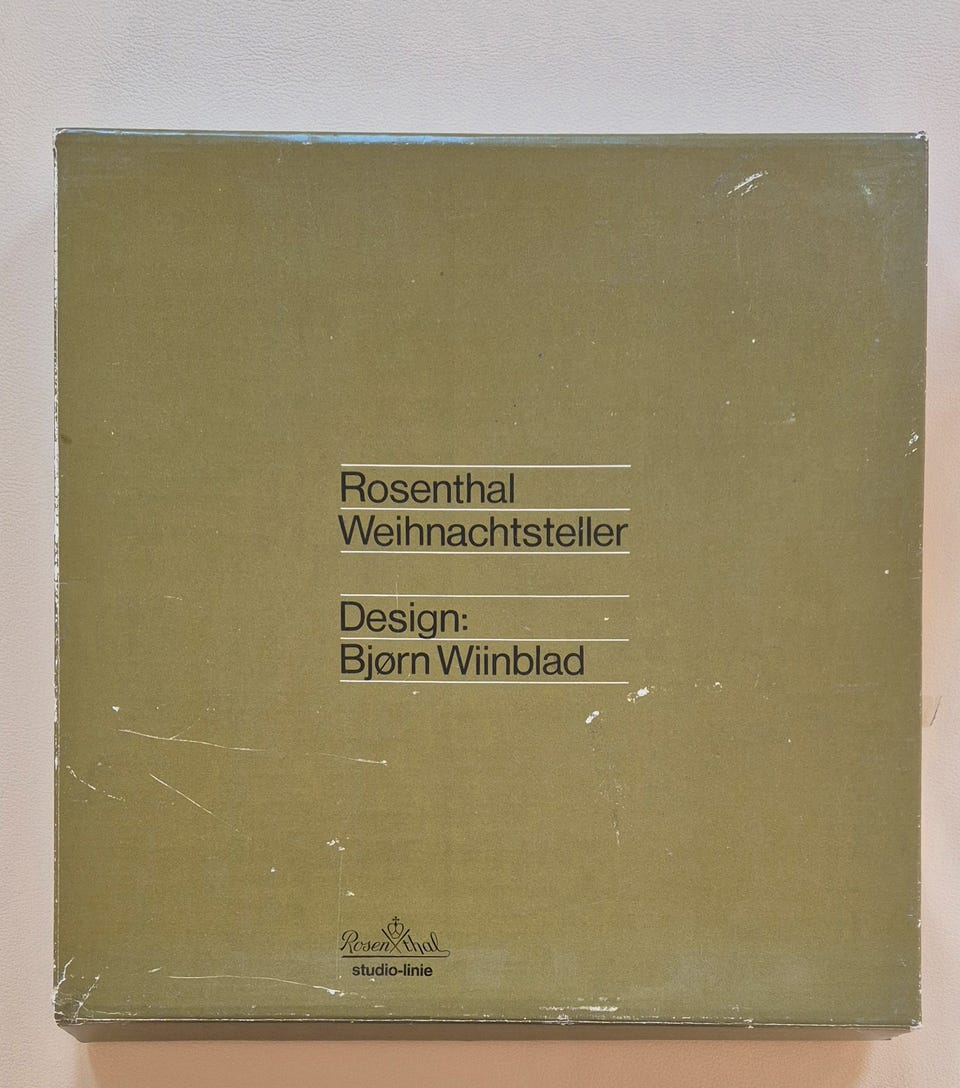 Rosenthal
Weihnachtsteller
Design:
Bjørn Wiinblad
Rosenthal
studio-linie